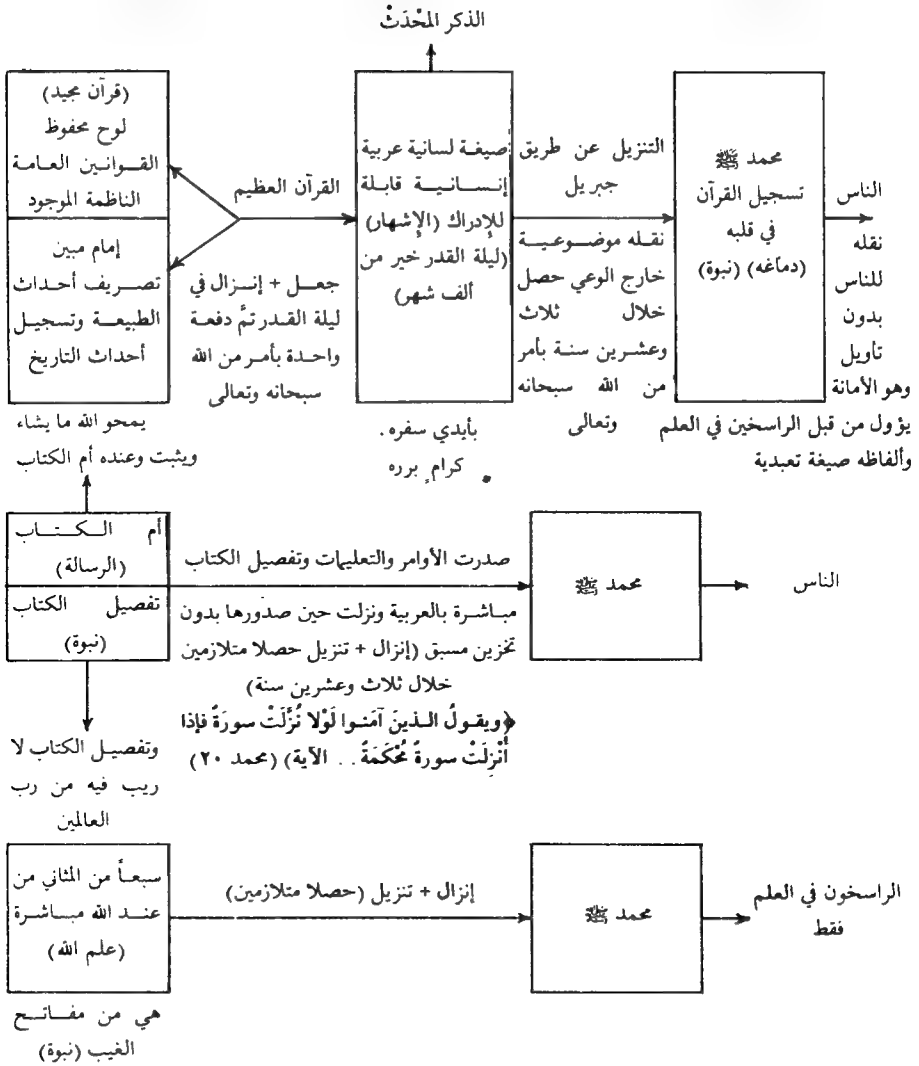 الذكر المحْدَثْ
الناس
نقله
للناس
بدون
تأويل
وهو الأمانة
محمد ﷺ
تسجيل القرآن
في قلبه
(دماغه) (نبوة)
يؤول من قبل الراسخين في العلم
وألفاظه صيغة تعبدية
التنزيل عن طريق
جبريل
نقله موضوعية
خارج الوعي حصل
خلال ثلاث
وعشرين سنة بأمر
من الله سبحانه
وتعالى
صيغة لسانية عربية
إنسانية قابلة
للإدراك (الإشهار)
(ليلة القدر خير من
ألف شهر)
بأيدي سفره .
كرام برره
القرآن العظيم
جعل + إنزال في
ليلة القدر تمَّ دفعة
واحدة بأمر من الله
سبحانه وتعالى
(قرآن مجيد)
لوح محفوظ
القوانين العامة
الناظمة الموجود
إمام مبين
تصريف أحداث
الطبيعة وتسجيل
أحداث التاريخ
يمحو الله ما يشاء
ويثبت وعنده أم الكتاب
أم الكتاب
(الرسالة)
تفصيل الكتاب
(نبوة)
صدرت الأوامر والتعليمات وتفصيل الكتاب
مباشرة بالعربية ونزلت حين صدورها بدون
تخزين مسبق (إنزال + تنزيل حصلا متلازمين
خلال ثلاث وعشرين سنة)
﴿ويقولُ الذينَ آمَنوا لَوْلا نُزِّلَتْ سورَةٌ فإذا
أُنْزِلَتْ سورةٌ مُحْكَمَةٌ . . الآية) (محمد ٢٠)
محمد ﷺ
الناس
وتفصيل الكتاب لا
ريب فيه من رب
العالمين
سبعاً من المثاني من
عند الله مباشرة
(علم الله)
إنزال + تنزيل (حصلا متلازمين)
محمد ﷺ
الراسخون في العلم
فقط
هي من مفاتح
الغيب (نبوة)